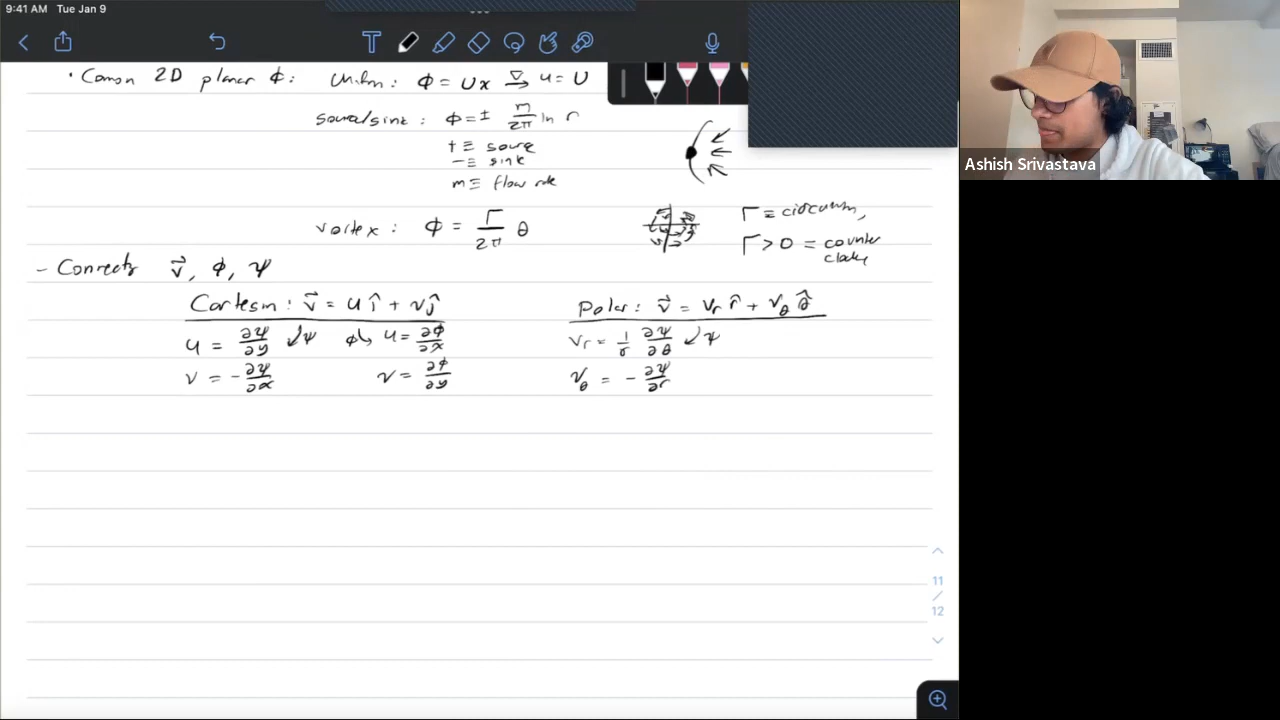 9:41 AM Tue Jan 9
• Common 2D planar ϕ: Uniform: ϕ = Ux ⇒ u = U
∇
source/sink: ϕ = ± m/2π ln r
+ ≡ source
− ≡ sink
m ≡ flow rate
vortex: ϕ = Γ/2π θ
Γ ≡ circulation,
Γ > 0 = counter
- Connects v⃗, ϕ, ψ
Cartesian: v⃗ = u î + v ĵ
Polar: v⃗ = v_r r̂ + v_θ θ̂
u = ∂ψ/∂y ↙ψ ϕ↳ u = ∂ϕ/∂x
v_r = 1/r ∂ψ/∂θ ↙ψ
v = -∂ψ/∂x v = ∂ϕ/∂y
v_θ = - ∂ψ/∂r
11
/
12
Ashish Srivastava